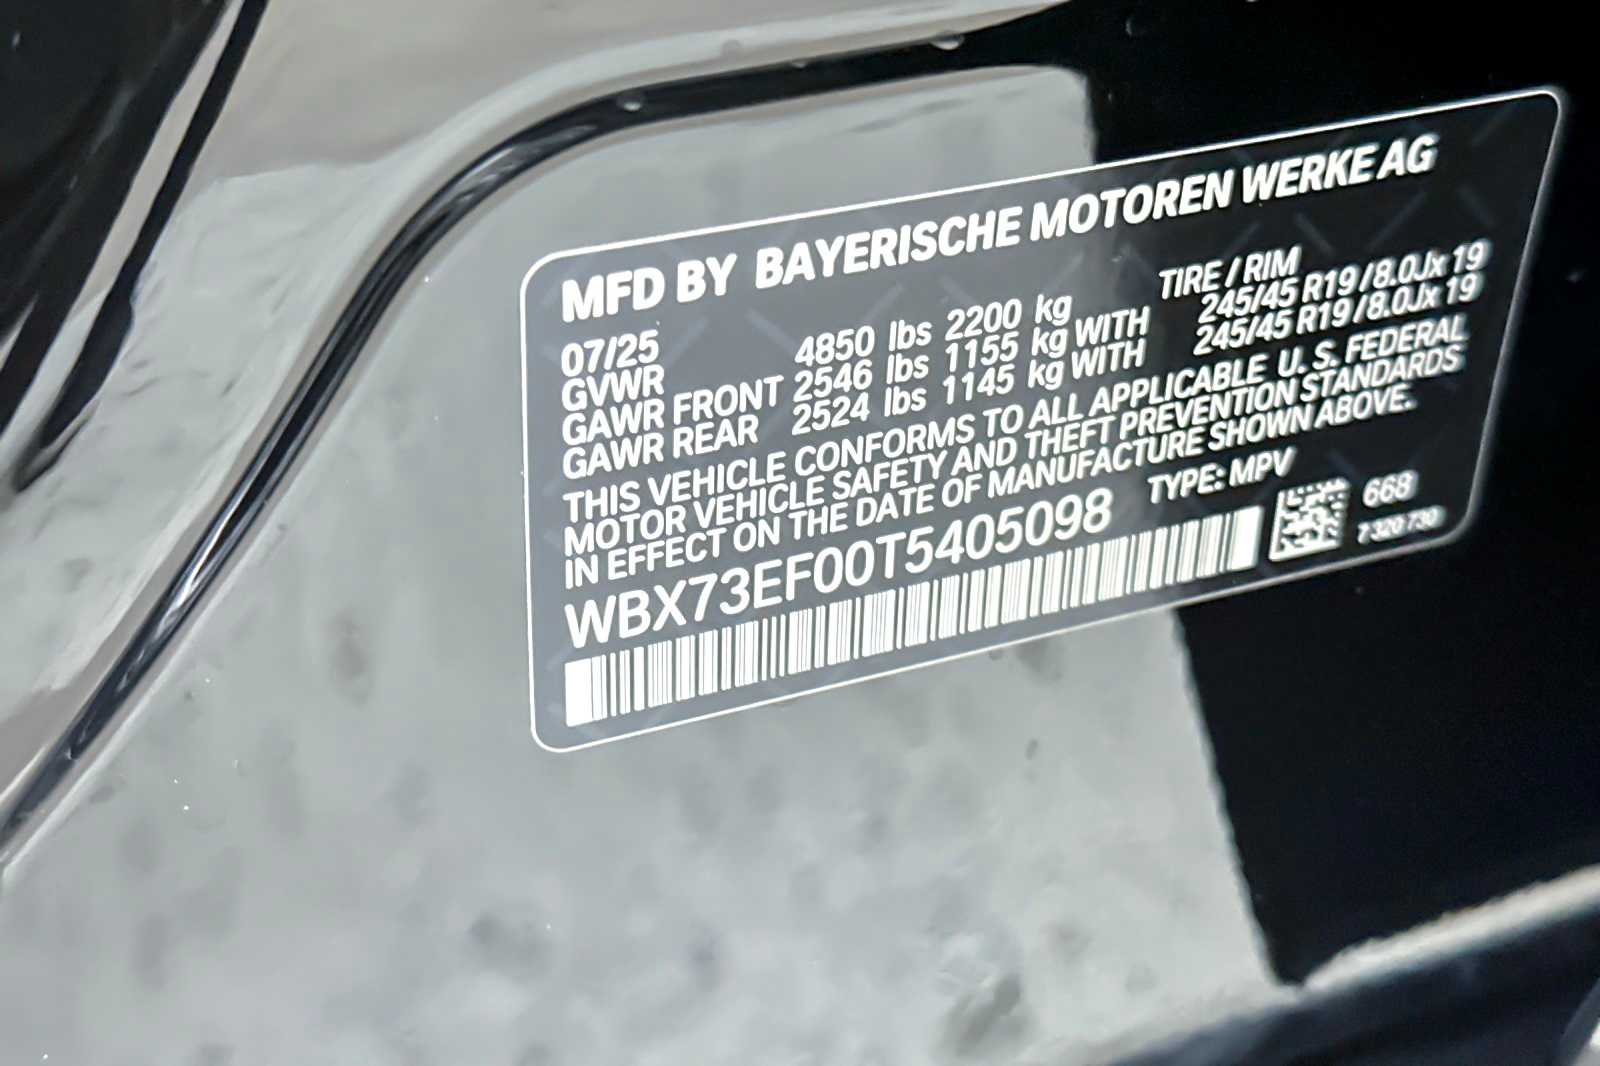 MFD BY BAYERISCHE MOTOREN WERKE AG
07/25 TIRE / RIM
GVWR 4850 lbs 2200 kg
GAWR FRONT 2546 lbs 1155 kg WITH 245/45 R19 / 8.0Jx 19
GAWR REAR 2524 lbs 1145 kg WITH 245/45 R19 / 8.0Jx 19
THIS VEHICLE CONFORMS TO ALL APPLICABLE U. S. FEDERAL
MOTOR VEHICLE SAFETY AND THEFT PREVENTION STANDARDS
IN EFFECT ON THE DATE OF MANUFACTURE SHOWN ABOVE.
WBX73EF00T5405098 TYPE: MPV
668
7 320 730